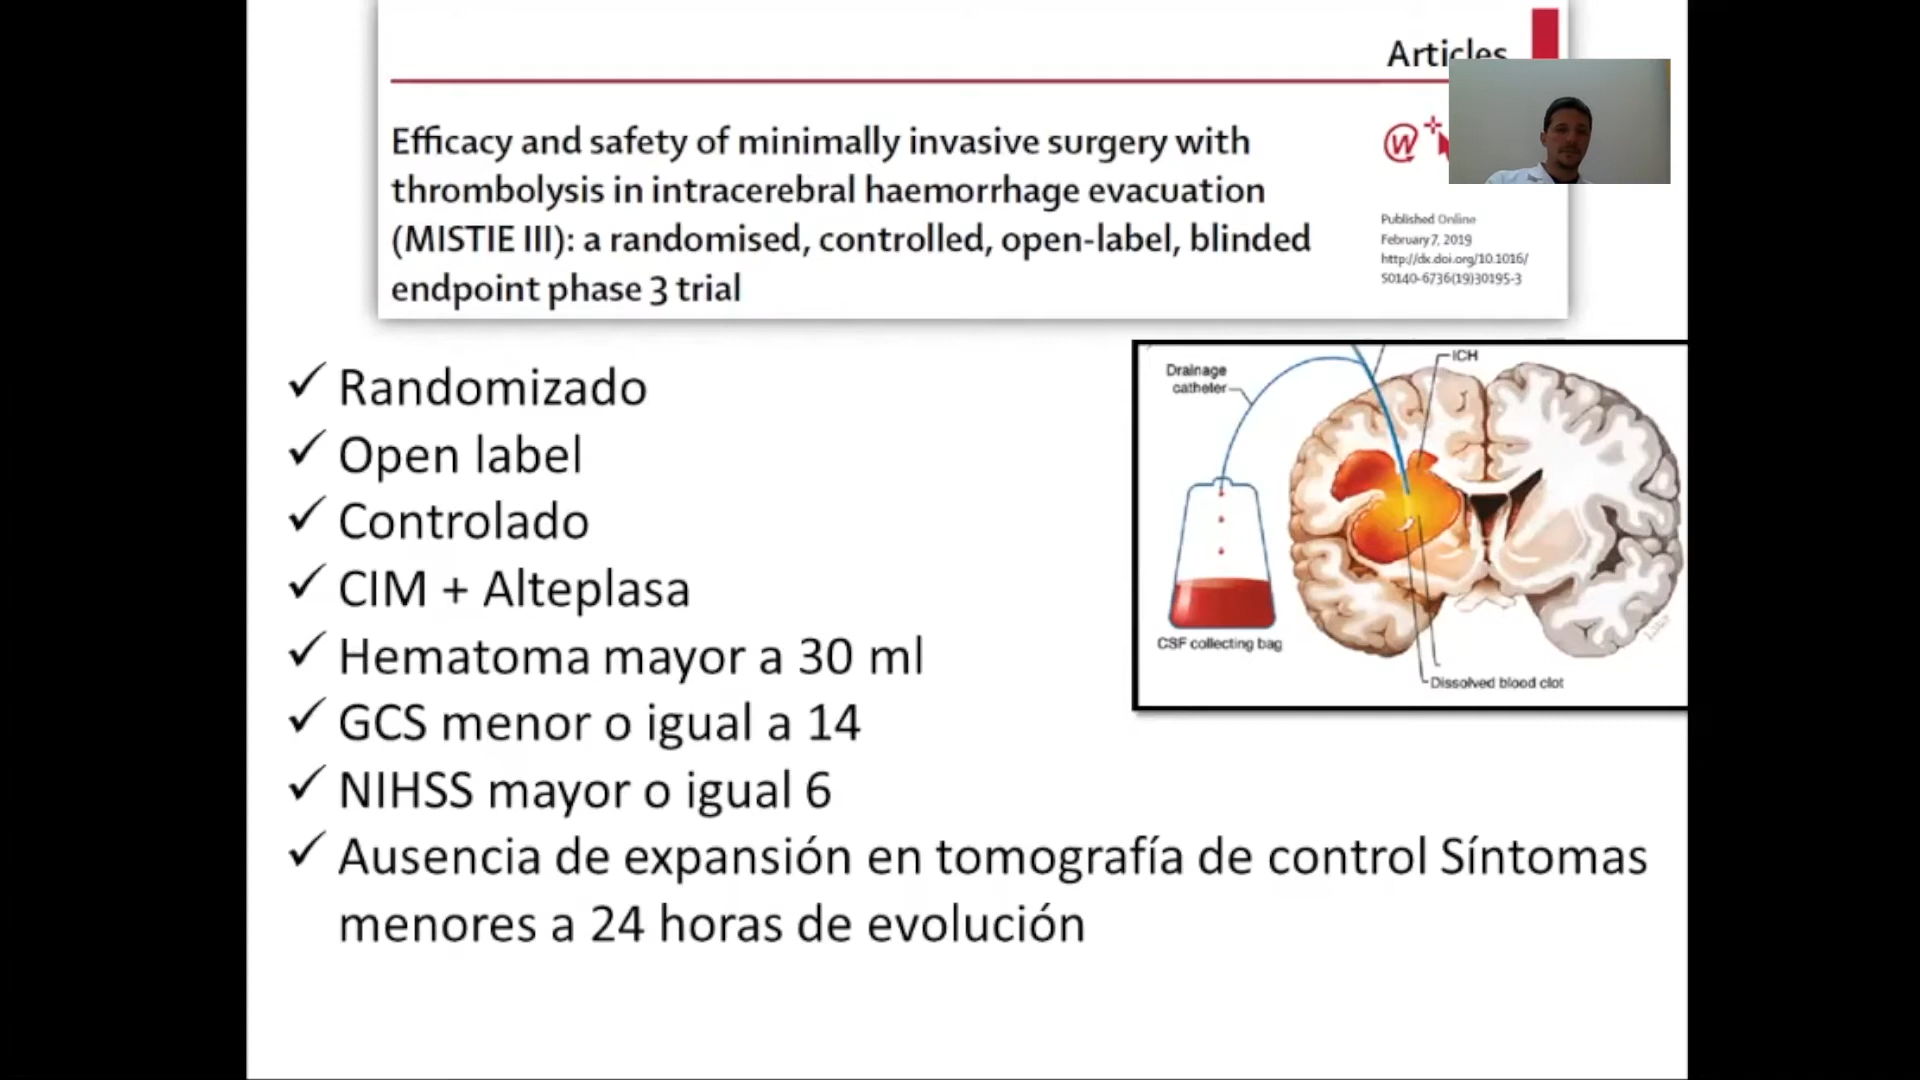 Articles
Efficacy and safety of minimally invasive surgery with
thrombolysis in intracerebral haemorrhage evacuation
(MISTIE III): a randomised, controlled, open-label, blinded
endpoint phase 3 trial
W
Published Online
February 7, 2019
http://dx.doi.org/10.1016/
S0140-6736(19)30195-3
✓ Randomizado
✓ Open label
✓ Controlado
✓ CIM + Alteplasa
✓ Hematoma mayor a 30 ml
✓ GCS menor o igual a 14
✓ NIHSS mayor o igual 6
✓ Ausencia de expansión en tomografía de control Síntomas
menores a 24 horas de evolución
Drainage
catheter
ICH
CSF collecting bag
Dissolved blood clot